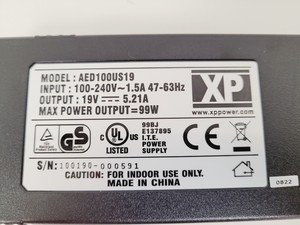 MODEL: AED100US19
INPUT: 100-240V~1.5A 47-63Hz
OUTPUT: 19V 5.21A
MAX POWER OUTPUT=99W
XP
www.xppower.com
99BJ
E137895
I.T.E.
POWER
SUPPLY
GS
C UL US
CE
S/N: 100190-000591
CAUTION: FOR INDOOR USE ONLY.
MADE IN CHINA
0822